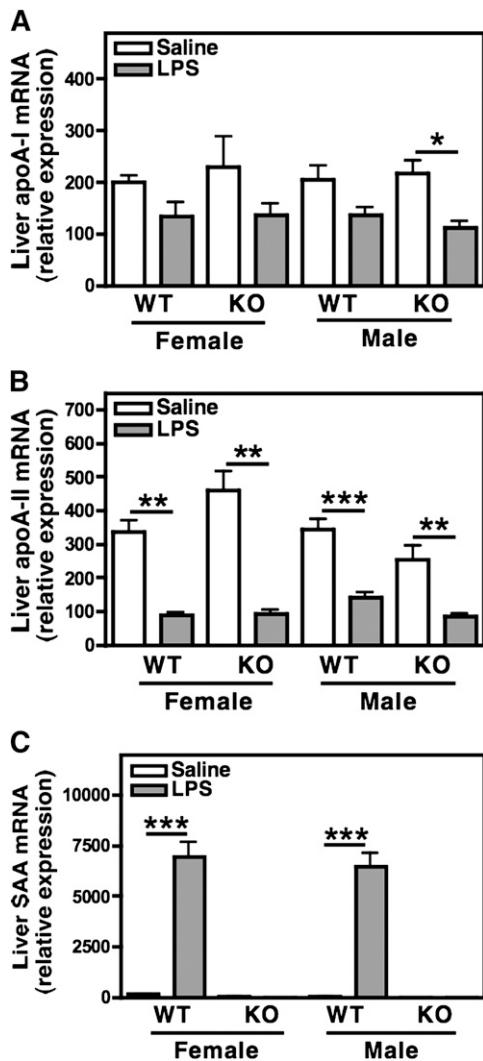 A
Liver apoA-I mRNA
(relative expression)
Saline
LPS
400
300
200
100
0
*
WT KO WT KO
Female Male
B
Liver apoA-II mRNA
(relative expression)
Saline
LPS
700
600
500
400
300
200
100
0
** ** *** **
WT KO WT KO
Female Male
C
Liver SAA mRNA
(relative expression)
Saline
LPS
10000
7500
5000
2500
0
*** ***
WT KO WT KO
Female Male